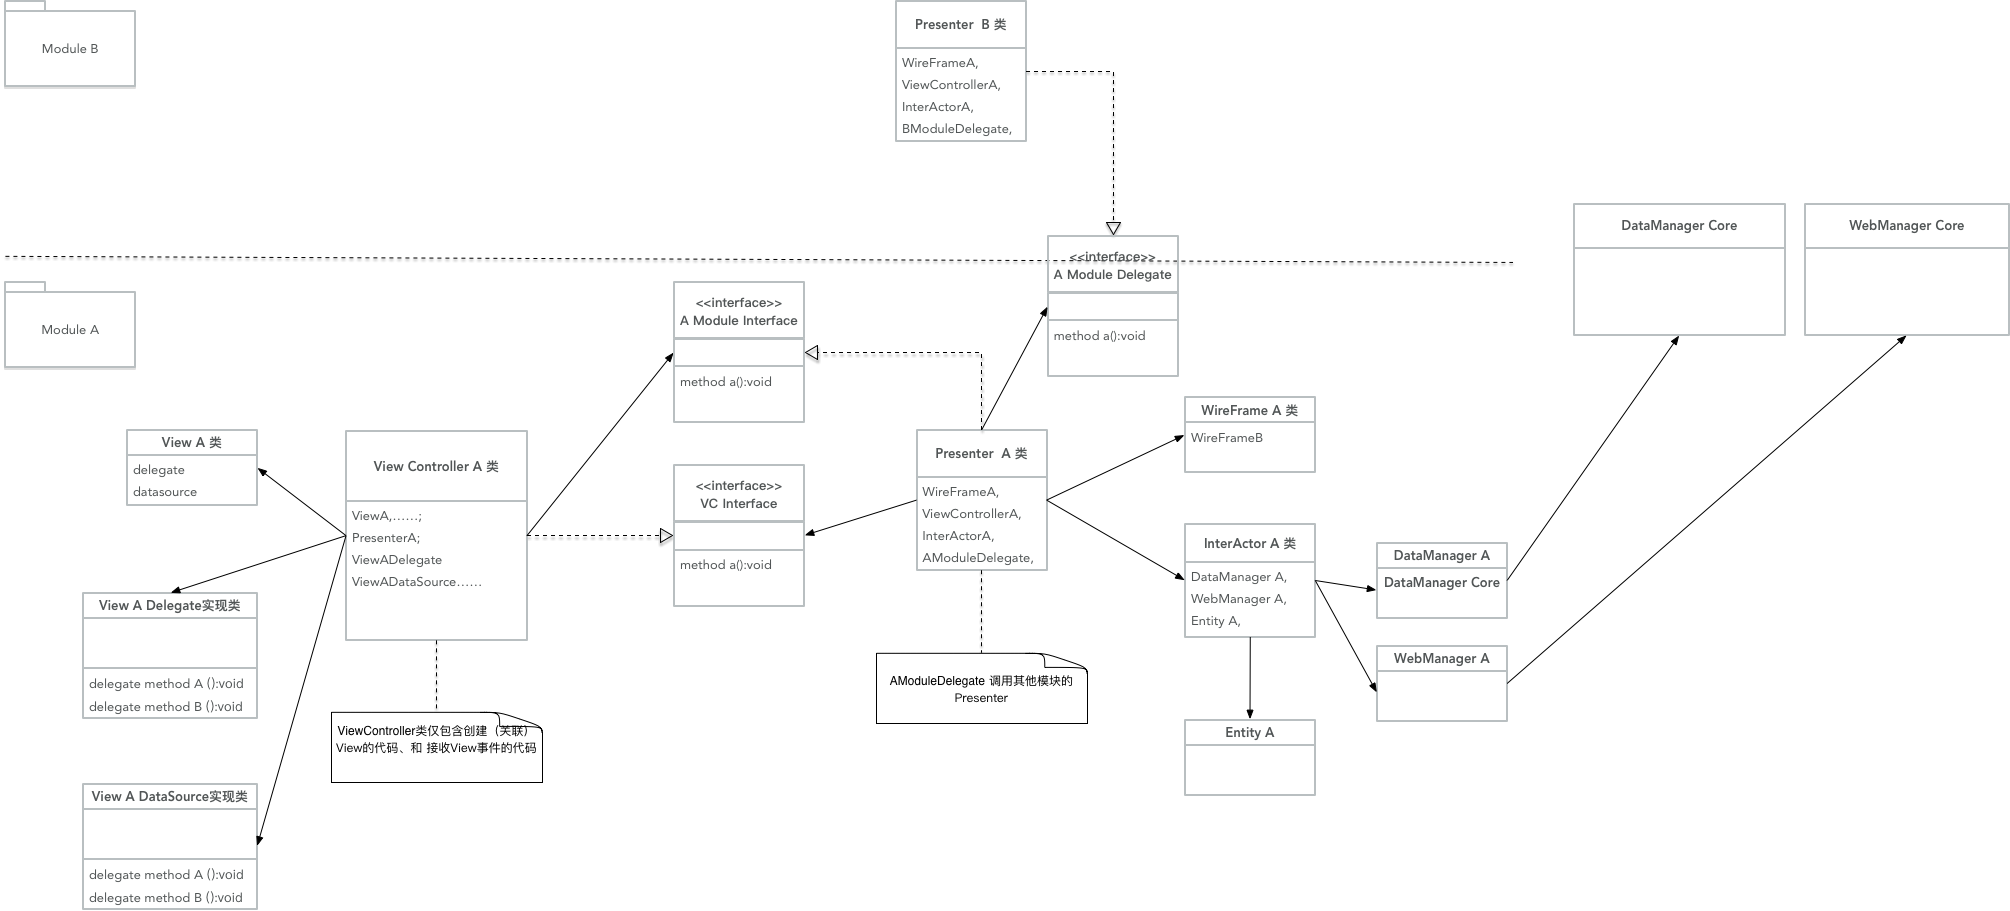 Module B
Presenter  B 类
WireFrameA,
ViewControllerA,
InterActorA,
BModuleDelegate,
DataManager Core
WebManager Core
<<interface>>
A Module Delegate
method a():void
Module A
<<interface>>
A Module Interface
method a():void
View A 类
delegate
datasource
View Controller A 类
ViewA,……;
PresenterA;
ViewADelegate
ViewADataSource……
<<interface>>
VC Interface
method a():void
Presenter  A 类
WireFrameA,
ViewControllerA,
InterActorA,
AModuleDelegate,
WireFrame A 类
WireFrameB
InterActor A 类
DataManager A,
WebManager A,
Entity A,
DataManager A
DataManager Core
WebManager A
Entity A
View A Delegate实现类
delegate method A ():void
delegate method B ():void
ViewController类仅包含创建（关联）
View的代码、和 接收View事件的代码
AModuleDelegate 调用其他模块的
Presenter
View A DataSource实现类
delegate method A ():void
delegate method B ():void